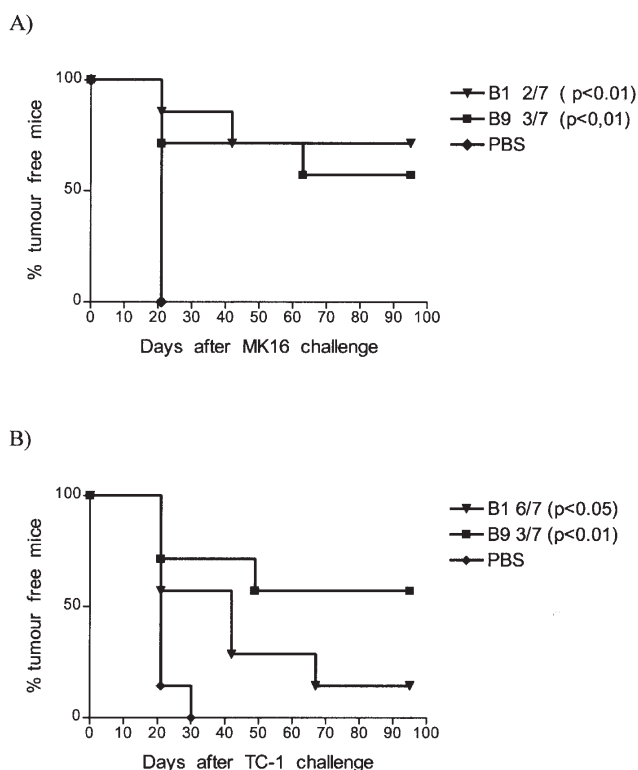 A)
100
50
0
% tumour free mice
0 10 20 30 40 50 60 70 80 90 100
Days after MK16 challenge
B1 2/7 ( p<0.01)
B9 3/7 (p<0,01)
PBS
B)
100
50
0
% tumour free mice
0 10 20 30 40 50 60 70 80 90 100
Days after TC-1 challenge
B1 6/7 (p<0.05)
B9 3/7 (p<0.01)
PBS